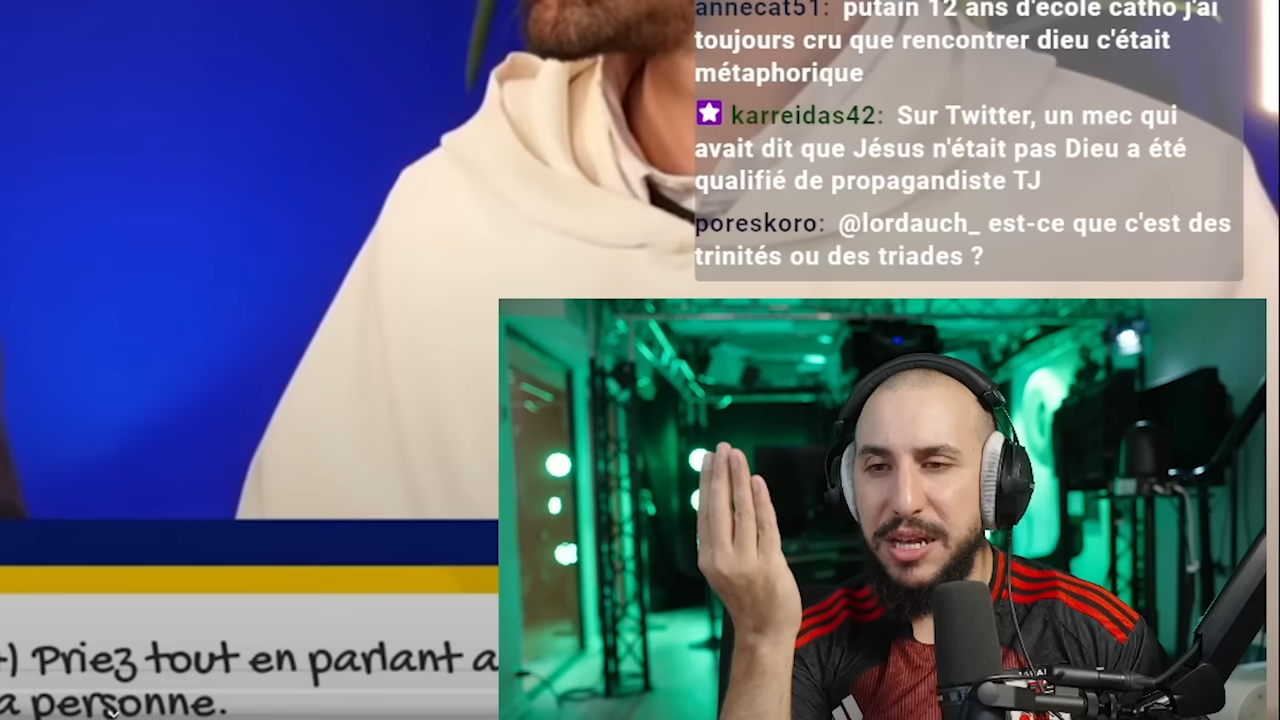 annecat51: putain 12 ans d'école catho j'ai
toujours cru que rencontrer dieu c'était
métaphorique
karreidas42: Sur Twitter, un mec qui
avait dit que Jésus n'était pas Dieu a été
qualifié de propagandiste TJ
poreskoro: @lordauch_ est-ce que c'est des
trinités ou des triades ?
) Priez tout en parlant a
a personne.